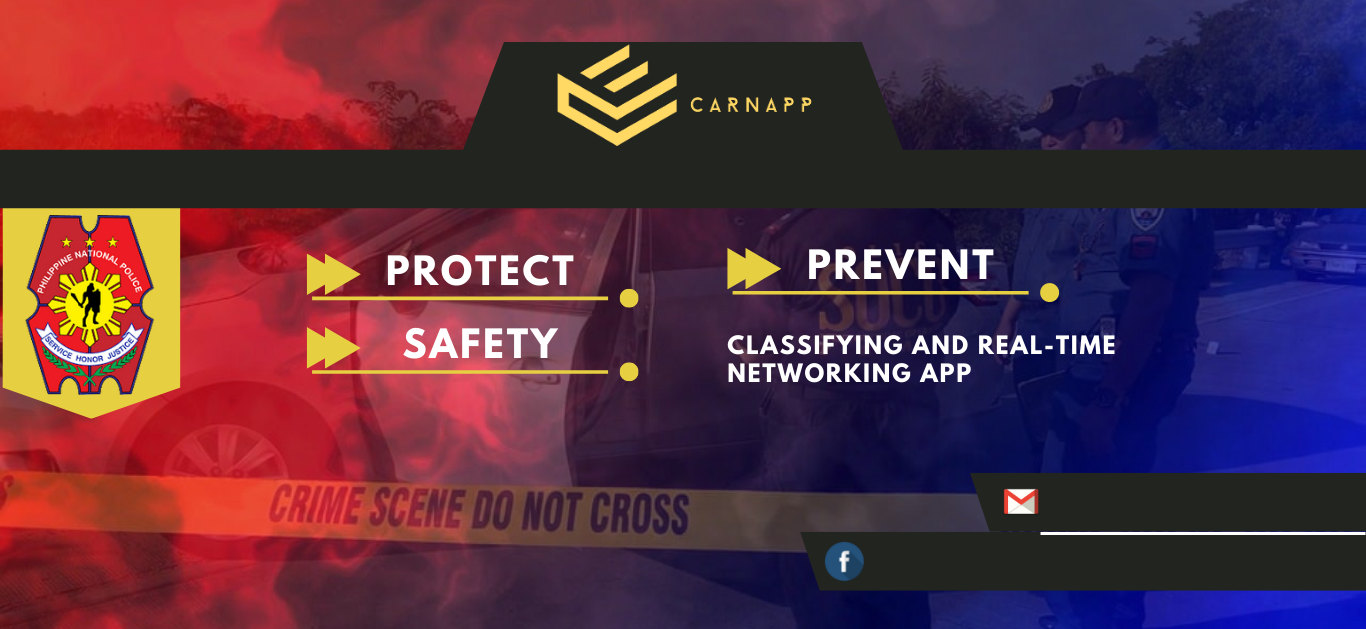 CARNAPP
PHILIPPINE NATIONAL POLICE
SERVICE HONOR JUSTICE
PROTECT
SAFETY
PREVENT
SOCO
CLASSIFYING AND REAL-TIME
NETWORKING APP
CRIME SCENE DO NOT CROSS